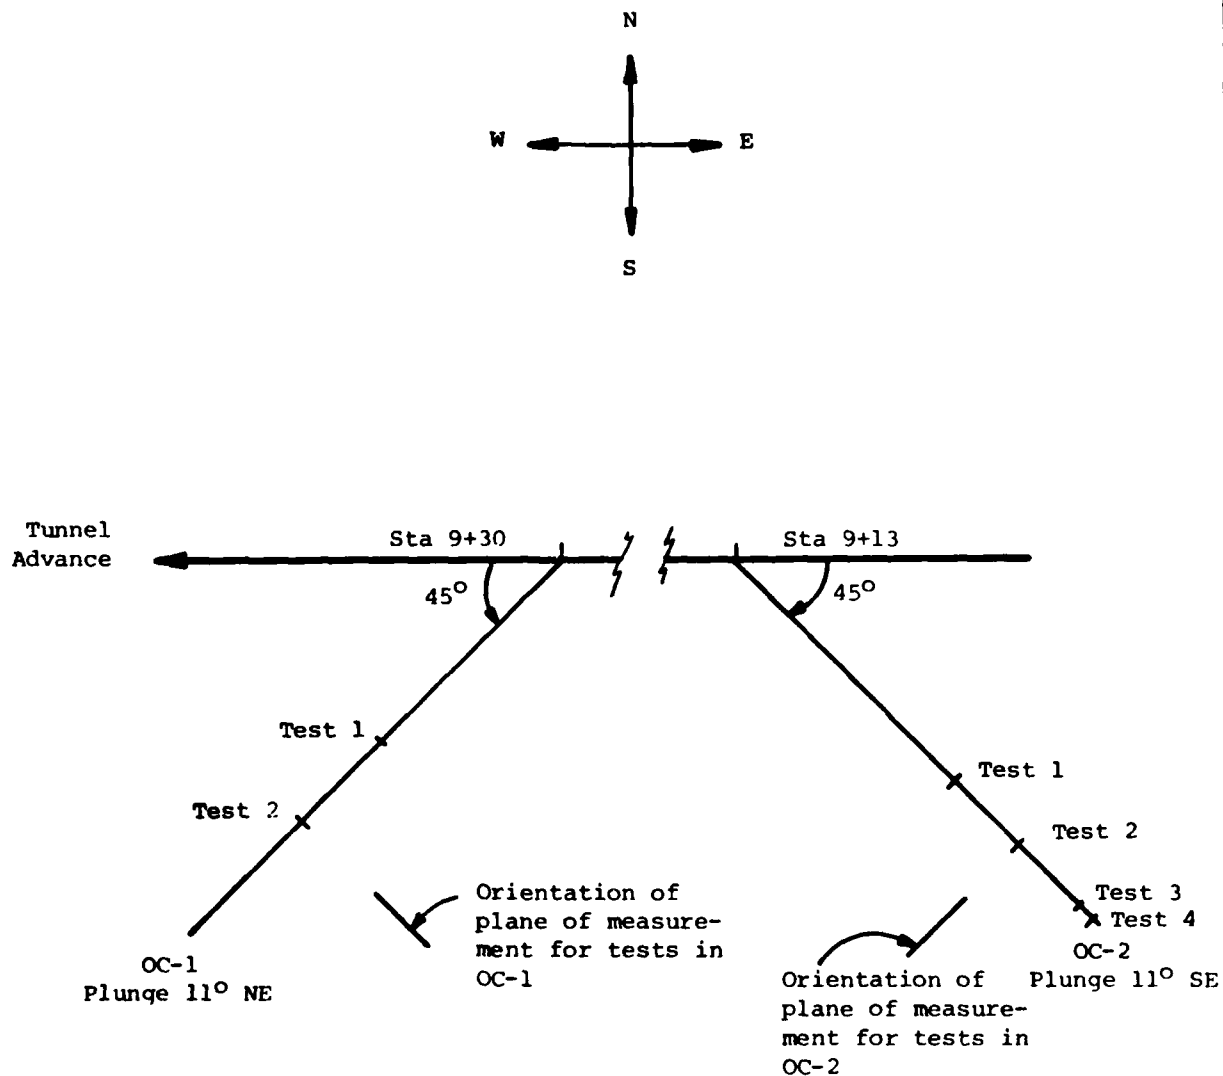 N
W
E
S
Tunnel
Advance
Sta 9+30
Sta 9+13
45°
45°
Test 1
Test 2
Test 1
Test 2
Test 3
Test 4
OC-1
Plunge 11° NE
Orientation of
plane of measure-
ment for tests in
OC-1
Orientation of
plane of measure-
ment for tests in
OC-2
OC-2
Plunge 11° SE